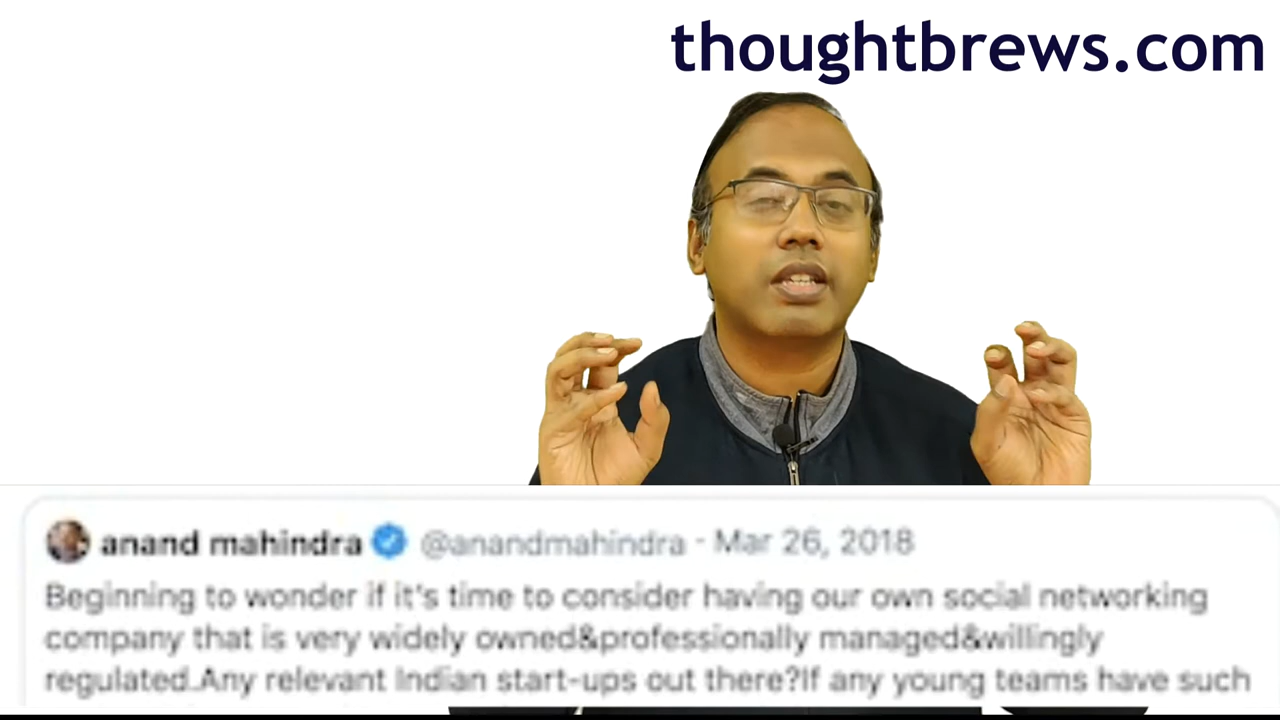 thoughtbrews.com
anand mahindra @anandmahindra · Mar 26, 2018
Beginning to wonder if it's time to consider having our own social networking
company that is very widely owned&professionally managed&willingly
regulated.Any relevant Indian start-ups out there?If any young teams have such